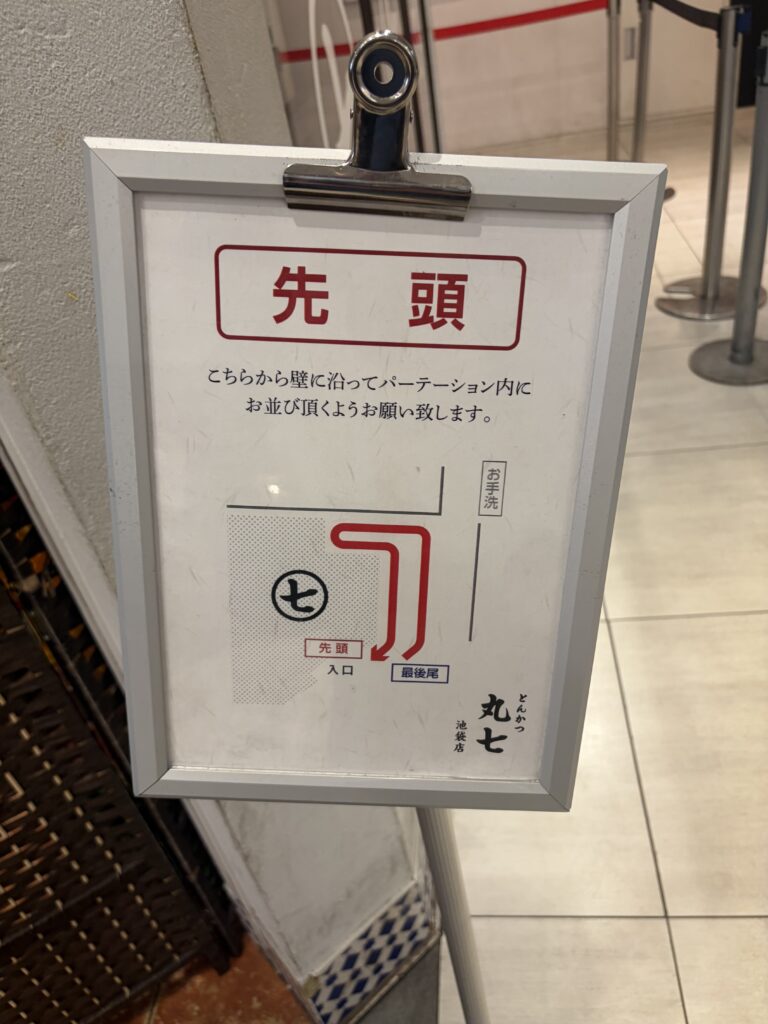 先 頭
こちらから壁に沿ってパーテーション内に
お並び頂くようお願い致します。
お手洗
七
先頭
入口
最後尾
とんかつ
丸七
池袋店